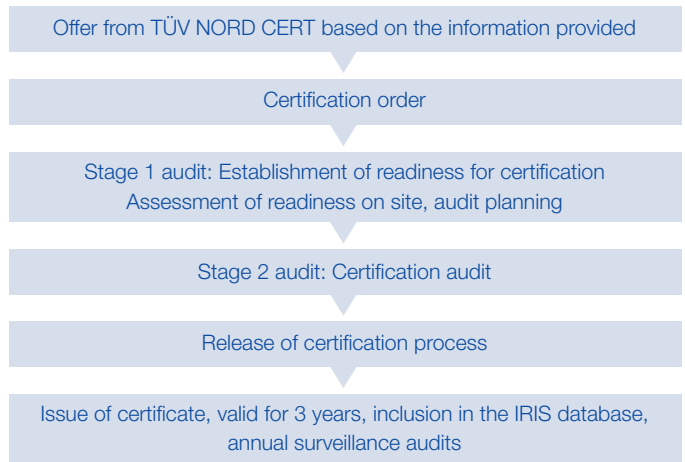 Offer from TÜV NORD CERT based on the information provided
Certification order
Stage 1 audit: Establishment of readiness for certification
Assessment of readiness on site, audit planning
Stage 2 audit: Certification audit
Release of certification process
Issue of certificate, valid for 3 years, inclusion in the IRIS database,
annual surveillance audits